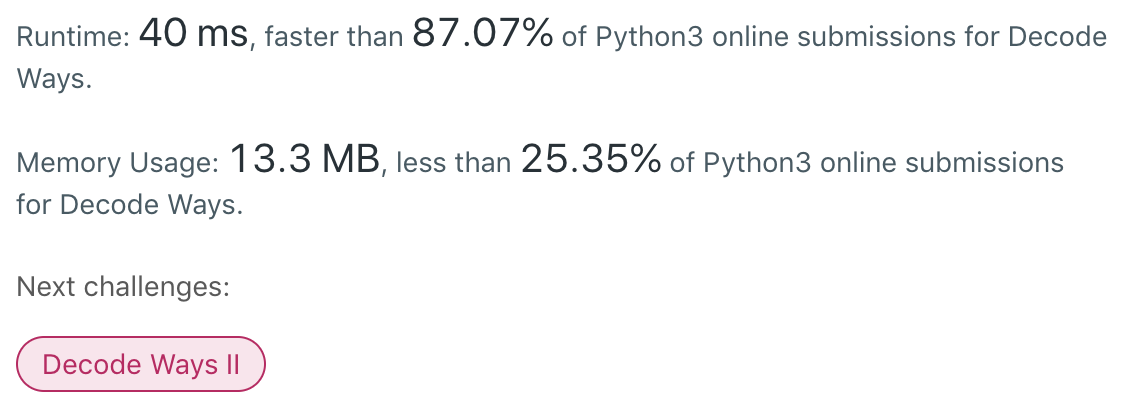 Runtime: 40 ms, faster than 87.07% of Python3 online submissions for Decode
Ways.
Memory Usage: 13.3 MB, less than 25.35% of Python3 online submissions
for Decode Ways.
Next challenges:
Decode Ways II